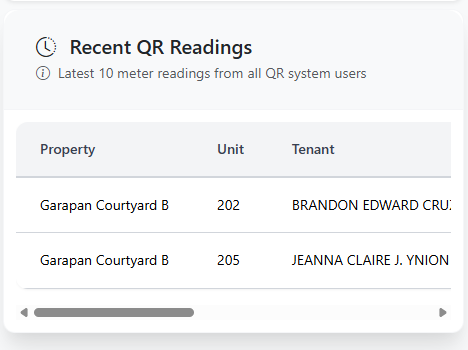 Recent QR Readings
Latest 10 meter readings from all QR system users
Property Unit Tenant
Garapan Courtyard B 202 BRANDON EDWARD CRUZ
Garapan Courtyard B 205 JEANNA CLAIRE J. YNION